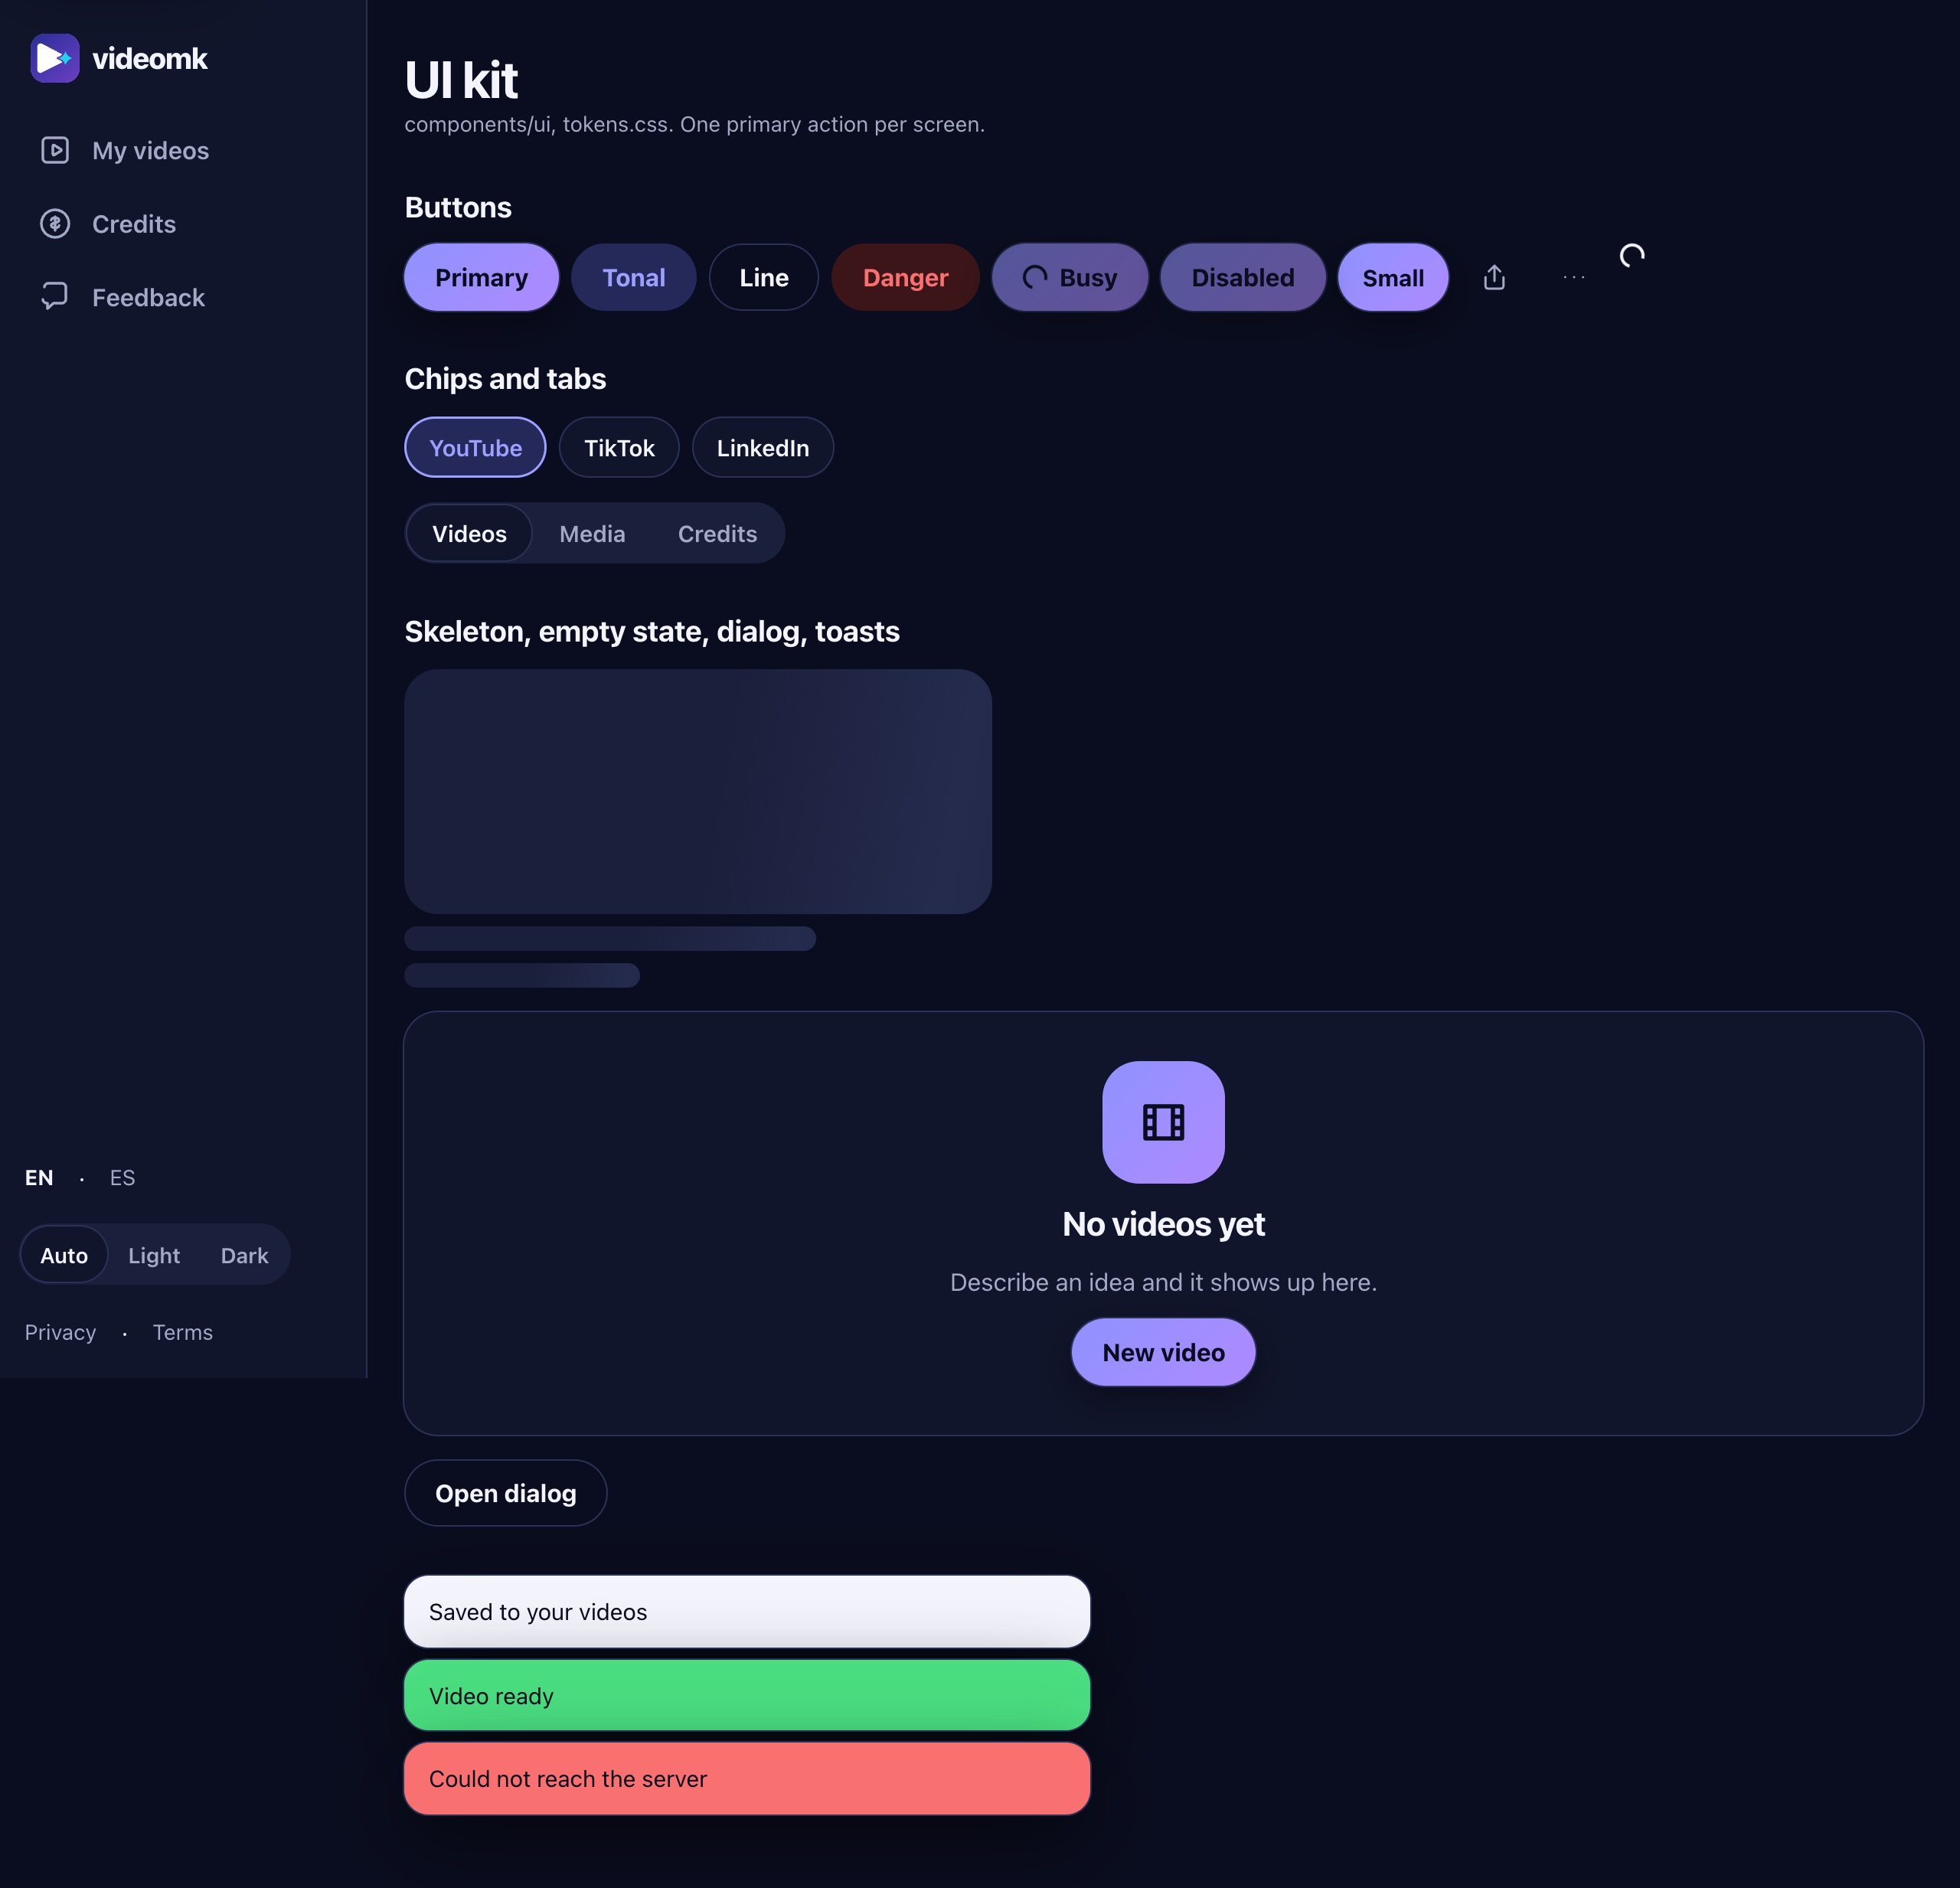 videomk
My videos
Credits
Feedback
EN · ES
Auto Light Dark
Privacy · Terms
UI kit
components/ui, tokens.css. One primary action per screen.
Buttons
Primary Tonal Line Danger Busy Disabled Small ...
Chips and tabs
YouTube TikTok LinkedIn
Videos Media Credits
Skeleton, empty state, dialog, toasts
No videos yet
Describe an idea and it shows up here.
New video
Open dialog
Saved to your videos
Video ready
Could not reach the server